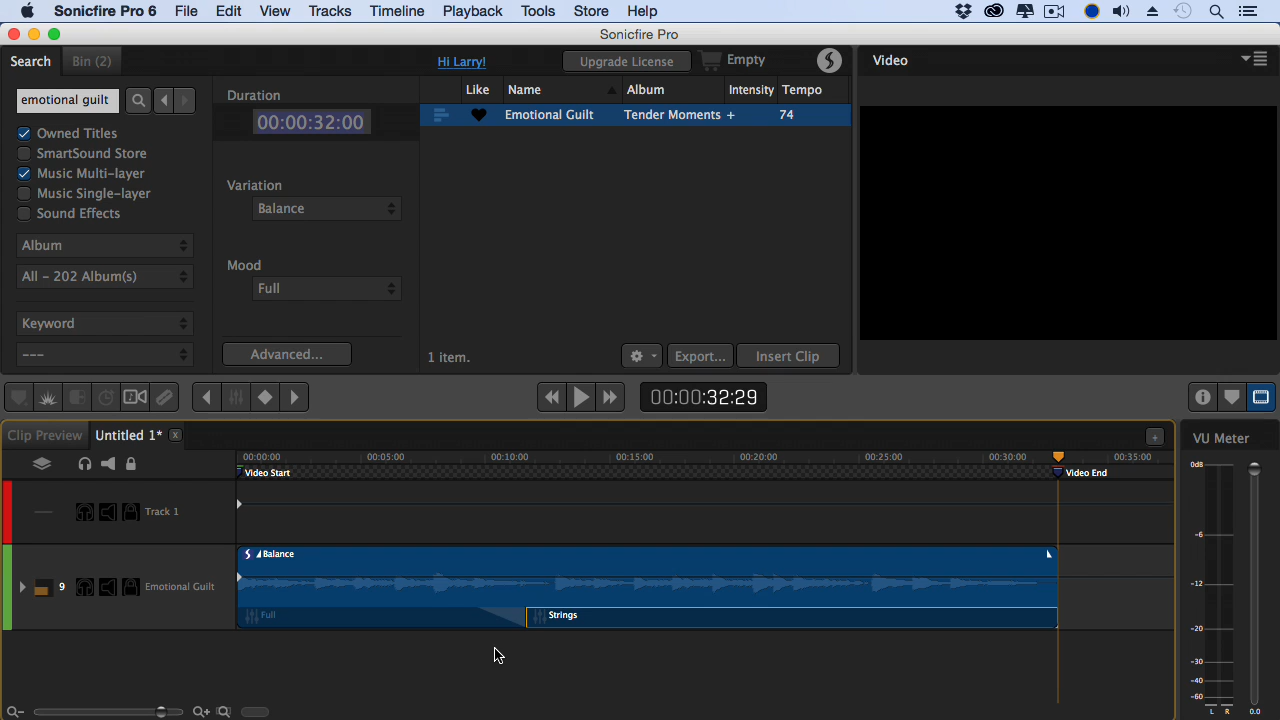 Sonicfire Pro 6 File Edit View Tracks Timeline Playback Tools Store Help
Sonicfire Pro
Search Bin (2) Hi Larry! Upgrade License Empty Video
emotional guilt
Owned Titles
SmartSound Store
Music Multi-layer
Music Single-layer
Sound Effects
Album
All - 202 Album(s)
Keyword
---
Duration
00:00:32:00
Variation
Balance
Mood
Full
Advanced...
Like Name Album Intensity Tempo
Emotional Guilt Tender Moments + 74
1 item. Export... Insert Clip
00:00:32:29
Clip Preview Untitled 1* x + VU Meter
00:00:00 00:05:00 00:10:00 00:15:00 00:20:00 00:25:00 00:30:00 00:35:00
Video Start Video End
Track 1
Balance
9 Emotional Guilt
Full Strings
0dB
-6
-12
-20
-30
-40
-60
L R 0.0